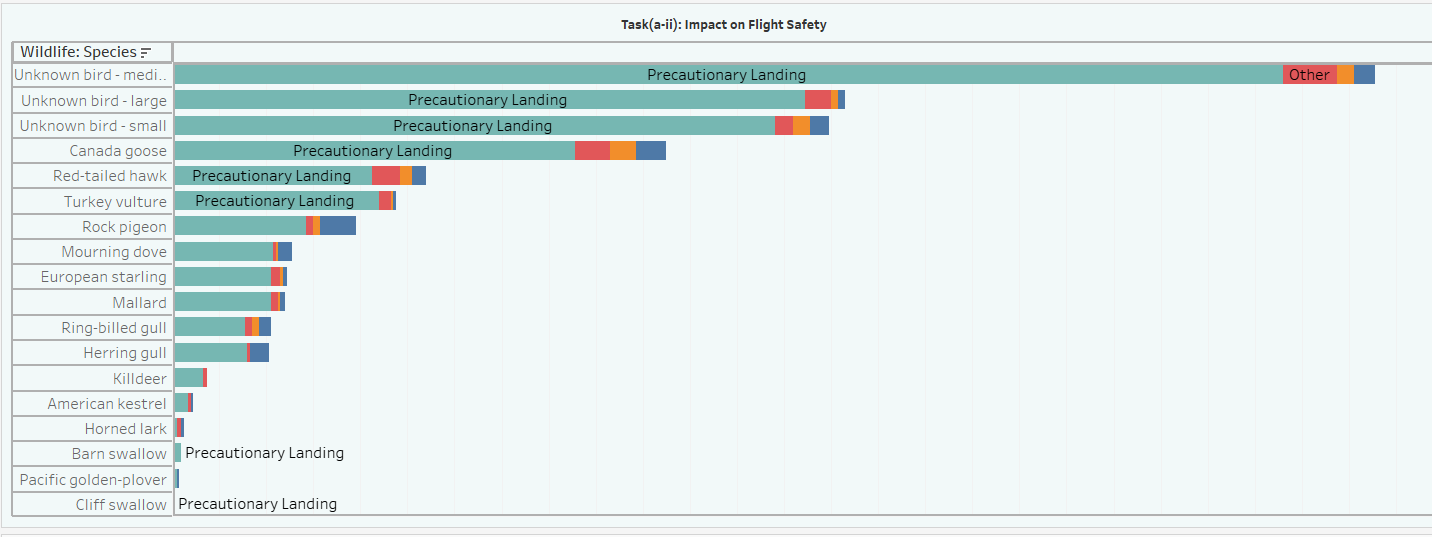 Task(a-ii): Impact on Flight Safety
Wildlife: Species
Unknown bird - medi.. Precautionary Landing Other
Unknown bird - large Precautionary Landing
Unknown bird - small Precautionary Landing
Canada goose Precautionary Landing
Red-tailed hawk Precautionary Landing
Turkey vulture Precautionary Landing
Rock pigeon
Mourning dove
European starling
Mallard
Ring-billed gull
Herring gull
Killdeer
American kestrel
Horned lark
Barn swallow Precautionary Landing
Pacific golden-plover
Cliff swallow Precautionary Landing